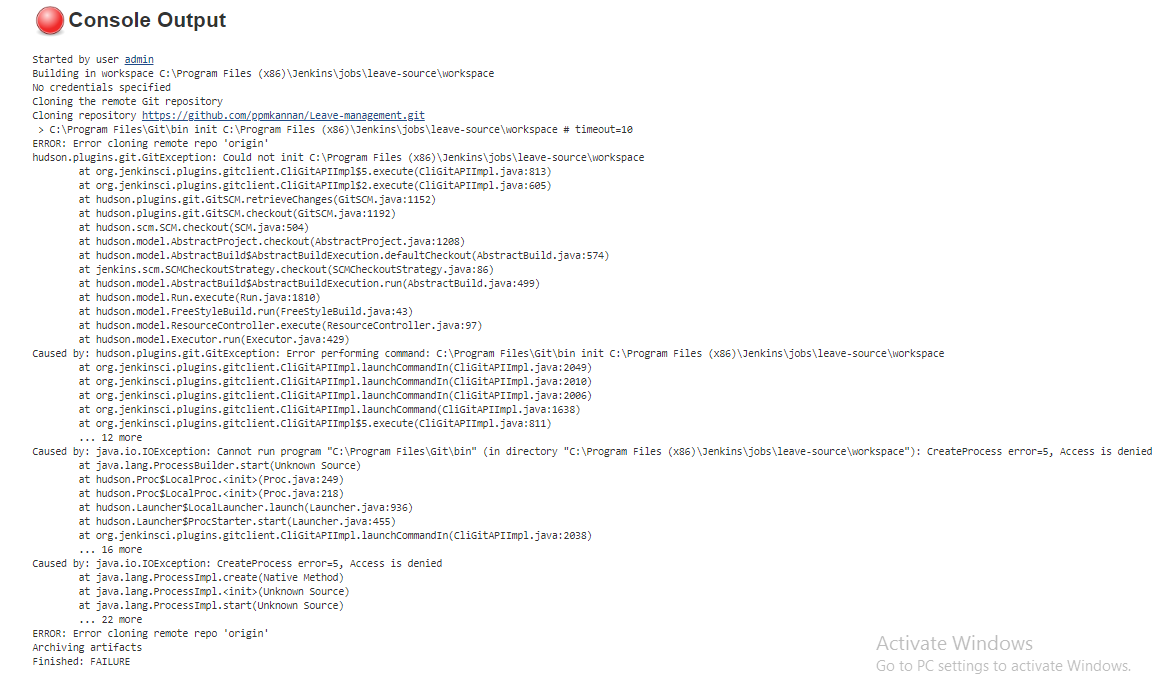 Console Output
Started by user admin
Building in workspace C:\Program Files (x86)\Jenkins\jobs\leave-source\workspace
No credentials specified
Cloning the remote Git repository
Cloning repository https://github.com/ppmkannan/Leave-management.git
 > C:\Program Files\Git\bin init C:\Program Files (x86)\Jenkins\jobs\leave-source\workspace # timeout=10
ERROR: Error cloning remote repo 'origin'
hudson.plugins.git.GitException: Could not init C:\Program Files (x86)\Jenkins\jobs\leave-source\workspace
	at org.jenkinsci.plugins.gitclient.CliGitAPIImpl$5.execute(CliGitAPIImpl.java:813)
	at org.jenkinsci.plugins.gitclient.CliGitAPIImpl$2.execute(CliGitAPIImpl.java:605)
	at hudson.plugins.git.GitSCM.retrieveChanges(GitSCM.java:1152)
	at hudson.plugins.git.GitSCM.checkout(GitSCM.java:1192)
	at hudson.scm.SCM.checkout(SCM.java:504)
	at hudson.model.AbstractProject.checkout(AbstractProject.java:1208)
	at hudson.model.AbstractBuild$AbstractBuildExecution.defaultCheckout(AbstractBuild.java:574)
	at jenkins.scm.SCMCheckoutStrategy.checkout(SCMCheckoutStrategy.java:86)
	at hudson.model.AbstractBuild$AbstractBuildExecution.run(AbstractBuild.java:499)
	at hudson.model.Run.execute(Run.java:1810)
	at hudson.model.FreeStyleBuild.run(FreeStyleBuild.java:43)
	at hudson.model.ResourceController.execute(ResourceController.java:97)
	at hudson.model.Executor.run(Executor.java:429)
Caused by: hudson.plugins.git.GitException: Error performing command: C:\Program Files\Git\bin init C:\Program Files (x86)\Jenkins\jobs\leave-source\workspace
	at org.jenkinsci.plugins.gitclient.CliGitAPIImpl.launchCommandIn(CliGitAPIImpl.java:2049)
	at org.jenkinsci.plugins.gitclient.CliGitAPIImpl.launchCommandIn(CliGitAPIImpl.java:2010)
	at org.jenkinsci.plugins.gitclient.CliGitAPIImpl.launchCommandIn(CliGitAPIImpl.java:2006)
	at org.jenkinsci.plugins.gitclient.CliGitAPIImpl.launchCommand(CliGitAPIImpl.java:1638)
	at org.jenkinsci.plugins.gitclient.CliGitAPIImpl$5.execute(CliGitAPIImpl.java:811)
	... 12 more
Caused by: java.io.IOException: Cannot run program "C:\Program Files\Git\bin" (in directory "C:\Program Files (x86)\Jenkins\jobs\leave-source\workspace"): CreateProcess error=5, Access is denied
	at java.lang.ProcessBuilder.start(Unknown Source)
	at hudson.Proc$LocalProc.<init>(Proc.java:249)
	at hudson.Proc$LocalProc.<init>(Proc.java:218)
	at hudson.Launcher$LocalLauncher.launch(Launcher.java:936)
	at hudson.Launcher$ProcStarter.start(Launcher.java:455)
	at org.jenkinsci.plugins.gitclient.CliGitAPIImpl.launchCommandIn(CliGitAPIImpl.java:2038)
	... 16 more
Caused by: java.io.IOException: CreateProcess error=5, Access is denied
	at java.lang.ProcessImpl.create(Native Method)
	at java.lang.ProcessImpl.<init>(Unknown Source)
	at java.lang.ProcessImpl.start(Unknown Source)
	... 22 more
ERROR: Error cloning remote repo 'origin'
Archiving artifacts
Finished: FAILURE
Activate Windows
Go to PC settings to activate Windows.